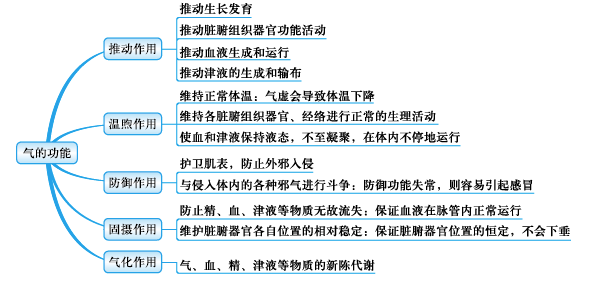 气的功能
推动作用
推动生长发育
推动脏腑组织器官功能活动
推动血液生成和运行
推动津液的生成和输布
温煦作用
维持正常体温：气虚会导致体温下降
维持各脏腑组织器官、经络进行正常的生理活动
使血和津液保持液态，不至凝聚，在体内不停地运行
防御作用
护卫肌表，防止外邪入侵
与侵入体内的各种邪气进行斗争：防御功能失常，则容易引起感冒
固摄作用
防止精、血、津液等物质无故流失：保证血液在脉管内正常运行
维护脏腑器官各自位置的相对稳定：保证脏腑器官位置的恒定，不会下垂
气化作用
气、血、精、津液等物质的新陈代谢